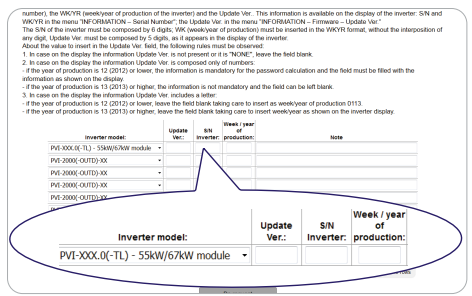 number), the WK/YR (week/year of production of the inverter) and the Update Ver. This information is available on the display of the inverter: S/N and
WK/YR in the menu "INFORMATION – Serial Number"; the Update Ver. in the menu "INFORMATION – Firmware – Update Ver."
The S/N of the inverter must be composed by 6 digits; WK (week/year of production) must be inserted in the WKYR format, without the interposition of
any digit, Update Ver. must be composed by 5 digits, as it appears in the display of the inverter.
About the value to insert in the Update Ver. field, the following rules must be observed:
1. In case on the display the information Update Ver. is not present or it is "NONE", leave the field blank.
2. In case on the display the information Update Ver. is composed only of numbers:
- if the year of production is 12 (2012) or lower, the information is mandatory for the password calculation and the field must be filled with the
information as shown on the display.
- if the year of production is 13 (2013) or higher, the information is not mandatory and the field can be left blank.
3. In case on the display the information Update Ver. includes a letter:
- if the year of production is 12 (2012) or lower, leave the field blank taking care to insert as week/year of production 0113.
- if the year of production is 13 (2013) or higher, leave the field blank taking care to insert week/year as shown on the inverter display.
Inverter model: Update Ver.: S/N Inverter: Week / year of production: Note
PVI-XXX.0(-TL) - 55kW/67kW module
PVI-2000(-OUTD)-XX
PVI-2000(-OUTD)-XX
PVI-2000(-OUTD)-XX
PVI-2000(-OUTD)-XX
Inverter model: Update Ver.: S/N Inverter: Week / year of production:
PVI-XXX.0(-TL) - 55kW/67kW module